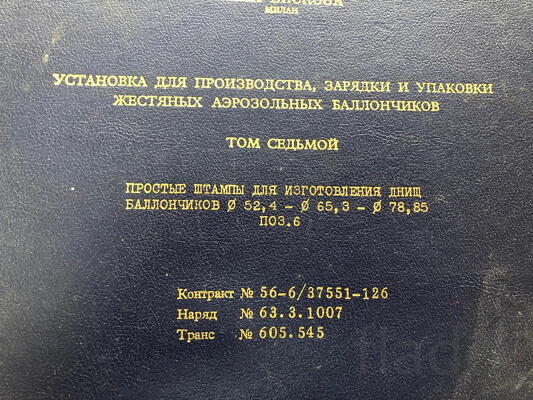 МИЛАН
УСТАНОВКА ДЛЯ ПРОИЗВОДСТВА, ЗАРЯДКИ И УПАКОВКИ
ЖЕСТЯНЫХ АЭРОЗОЛЬНЫХ БАЛЛОНЧИКОВ
ТОМ СЕДЬМОЙ
ПРОСТЫЕ ШТАМПЫ ДЛЯ ИЗГОТОВЛЕНИЯ ДНИЩ
БАЛЛОНЧИКОВ Ø 52,4 – Ø 65,3 – Ø 78,85
ПОЗ.6
Контракт № 56-6/37551-126
Наряд № 63.3.1007
Транс № 605.545